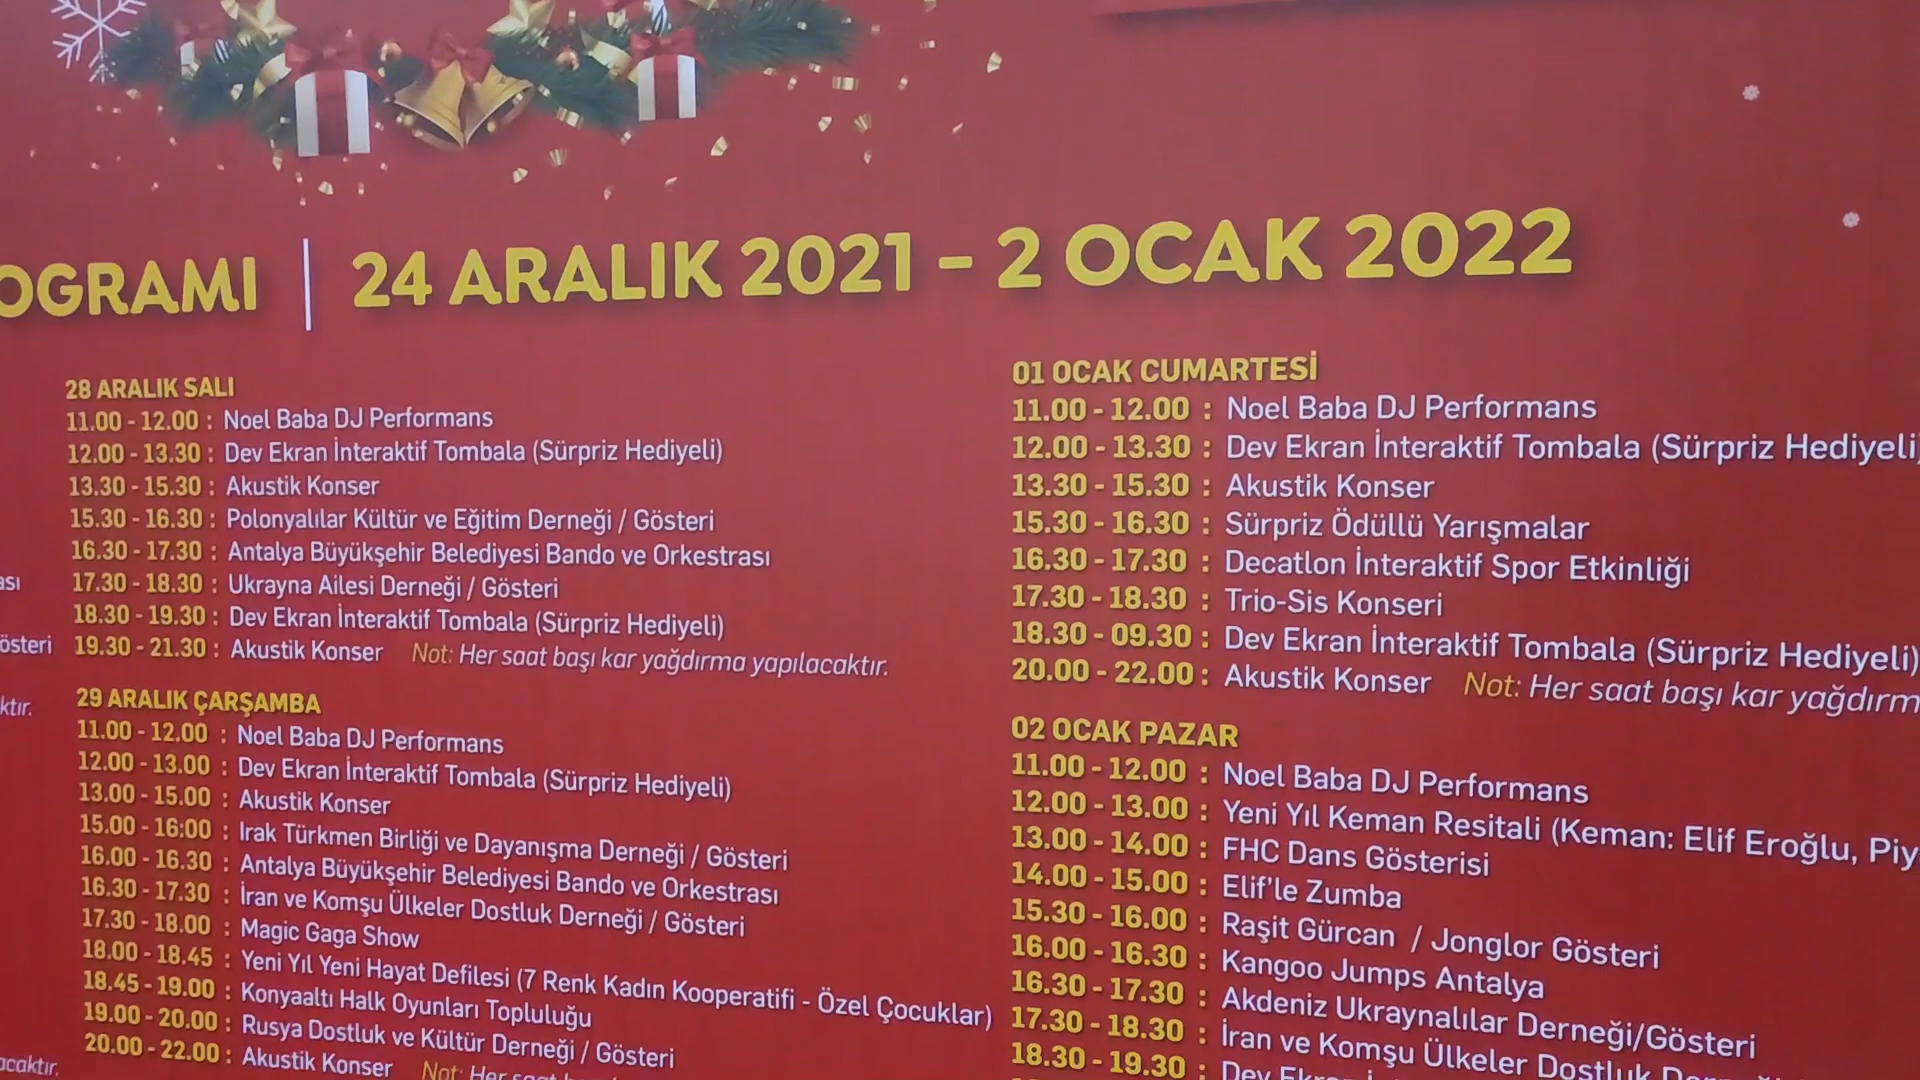 OGRAMI | 24 ARALIK 2021 - 2 OCAK 2022
ası
österi
ktır.
acaktır.
28 ARALIK SALI
11.00 - 12.00 : Noel Baba DJ Performans
12.00 - 13.30 : Dev Ekran İnteraktif Tombala (Sürpriz Hediyeli)
13.30 - 15.30 : Akustik Konser
15.30 - 16.30 : Polonyalılar Kültür ve Eğitim Derneği / Gösteri
16.30 - 17.30 : Antalya Büyükşehir Belediyesi Bando ve Orkestrası
17.30 - 18.30 : Ukrayna Ailesi Derneği / Gösteri
18.30 - 19.30 : Dev Ekran İnteraktif Tombala (Sürpriz Hediyeli)
19.30 - 21.30 : Akustik Konser Not: Her saat başı kar yağdırma yapılacaktır.
29 ARALIK ÇARŞAMBA
11.00 - 12.00 : Noel Baba DJ Performans
12.00 - 13.00 : Dev Ekran İnteraktif Tombala (Sürpriz Hediyeli)
13.00 - 15.00 : Akustik Konser
15.00 - 16:00 : Irak Türkmen Birliği ve Dayanışma Derneği / Gösteri
16.00 - 16.30 : Antalya Büyükşehir Belediyesi Bando ve Orkestrası
16.30 - 17.30 : İran ve Komşu Ülkeler Dostluk Derneği / Gösteri
17.30 - 18.00 : Magic Gaga Show
18.00 - 18.45 : Yeni Yıl Yeni Hayat Defilesi (7 Renk Kadın Kooperatifi - Özel Çocuklar)
18.45 - 19.00 : Konyaaltı Halk Oyunları Topluluğu
19.00 - 20.00 : Rusya Dostluk ve Kültür Derneği / Gösteri
20.00 - 22.00 : Akustik Konser Not: Her saat
01 OCAK CUMARTESİ
11.00 - 12.00 : Noel Baba DJ Performans
12.00 - 13.30 : Dev Ekran İnteraktif Tombala (Sürpriz Hediyeli)
13.30 - 15.30 : Akustik Konser
15.30 - 16.30 : Sürpriz Ödüllü Yarışmalar
16.30 - 17.30 : Decatlon İnteraktif Spor Etkinliği
17.30 - 18.30 : Trio-Sis Konseri
18.30 - 09.30 : Dev Ekran İnteraktif Tombala (Sürpriz Hediyeli)
20.00 - 22.00 : Akustik Konser Not: Her saat başı kar yağdırm
02 OCAK PAZAR
11.00 - 12.00 : Noel Baba DJ Performans
12.00 - 13.00 : Yeni Yıl Keman Resitali (Keman: Elif Eroğlu, Piy
13.00 - 14.00 : FHC Dans Gösterisi
14.00 - 15.00 : Elif'le Zumba
15.30 - 16.00 : Raşit Gürcan / Jonglor Gösteri
16.00 - 16.30 : Kangoo Jumps Antalya
16.30 - 17.30 : Akdeniz Ukraynalılar Derneği/Gösteri
17.30 - 18.30 : İran ve Komşu Ülkeler Dostluk
18.30 - 19.30 : Dev Ekran